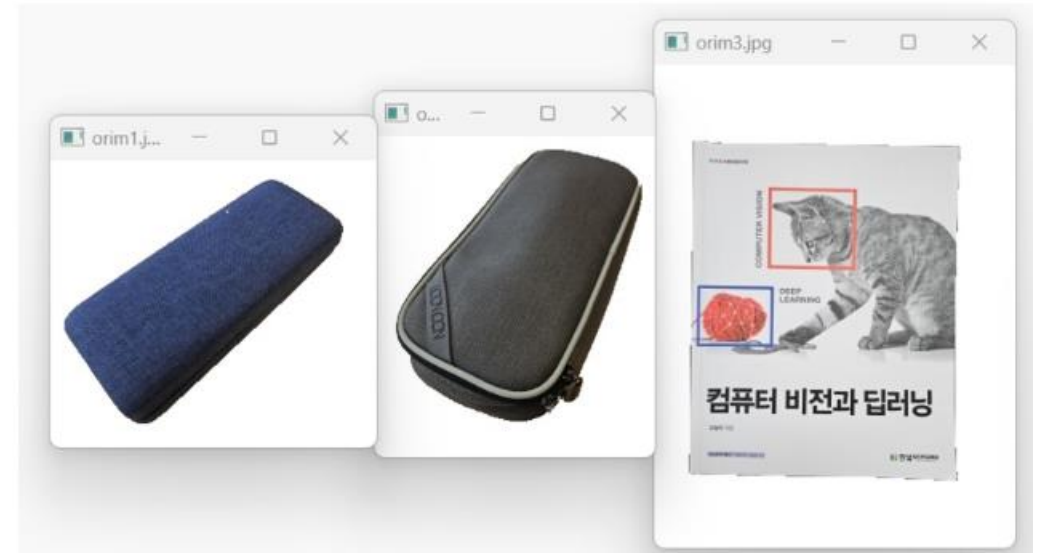 orim1.j...
o...
orim3.jpg
COMPUTER VISION
DEEP
LEARNING
컴퓨터 비전과 딥러닝